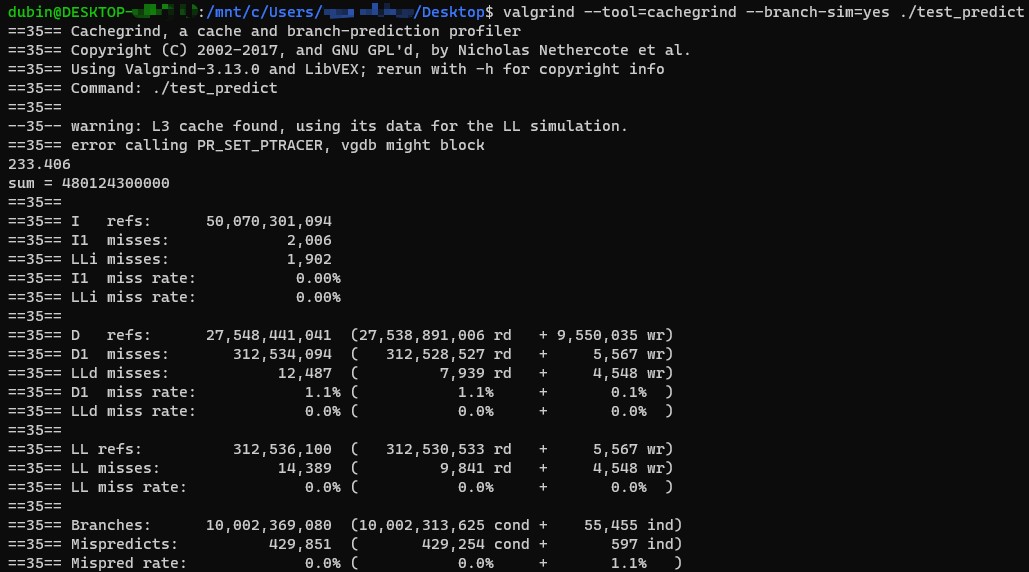 dubin@DESKTOP- :/mnt/c/Users/ /Desktop$ valgrind --tool=cachegrind --branch-sim=yes ./test_predict
==35== Cachegrind, a cache and branch-prediction profiler
==35== Copyright (C) 2002-2017, and GNU GPL'd, by Nicholas Nethercote et al.
==35== Using Valgrind-3.13.0 and LibVEX; rerun with -h for copyright info
==35== Command: ./test_predict
==35==
--35-- warning: L3 cache found, using its data for the LL simulation.
==35== error calling PR_SET_PTRACER, vgdb might block
233.406
sum = 480124300000
==35==
==35== I   refs:      50,070,301,094
==35== I1  misses:             2,006
==35== LLi misses:             1,902
==35== I1  miss rate:           0.00%
==35== LLi miss rate:           0.00%
==35==
==35== D   refs:      27,548,441,041  (27,538,891,006 rd   + 9,550,035 wr)
==35== D1  misses:       312,534,094  (   312,528,527 rd   +     5,567 wr)
==35== LLd misses:            12,487  (         7,939 rd   +     4,548 wr)
==35== D1  miss rate:            1.1% (           1.1%     +       0.1%  )
==35== LLd miss rate:            0.0% (           0.0%     +       0.0%  )
==35==
==35== LL refs:          312,536,100  (   312,530,533 rd   +     5,567 wr)
==35== LL misses:             14,389  (         9,841 rd   +     4,548 wr)
==35== LL miss rate:             0.0% (           0.0%     +       0.0%  )
==35==
==35== Branches:      10,002,369,080  (10,002,313,625 cond +    55,455 ind)
==35== Mispredicts:          429,851  (       429,254 cond +       597 ind)
==35== Mispred rate:            0.0% (           0.0%     +       1.1%   )